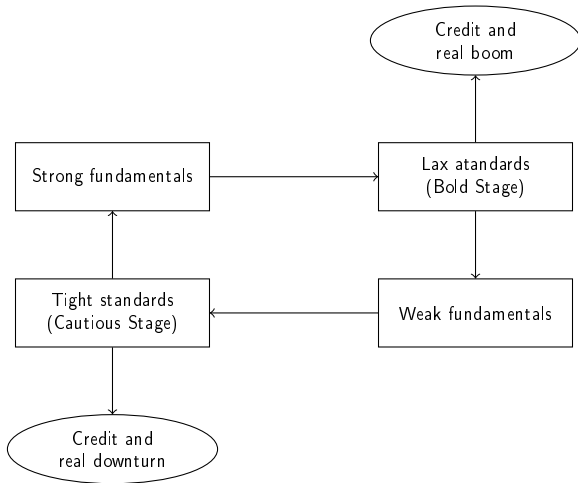 Credit and
real boom
Strong fundamentals
Lax atandards
(Bold Stage)
Tight standards
(Cautious Stage)
Weak fundamentals
Credit and
real downturn